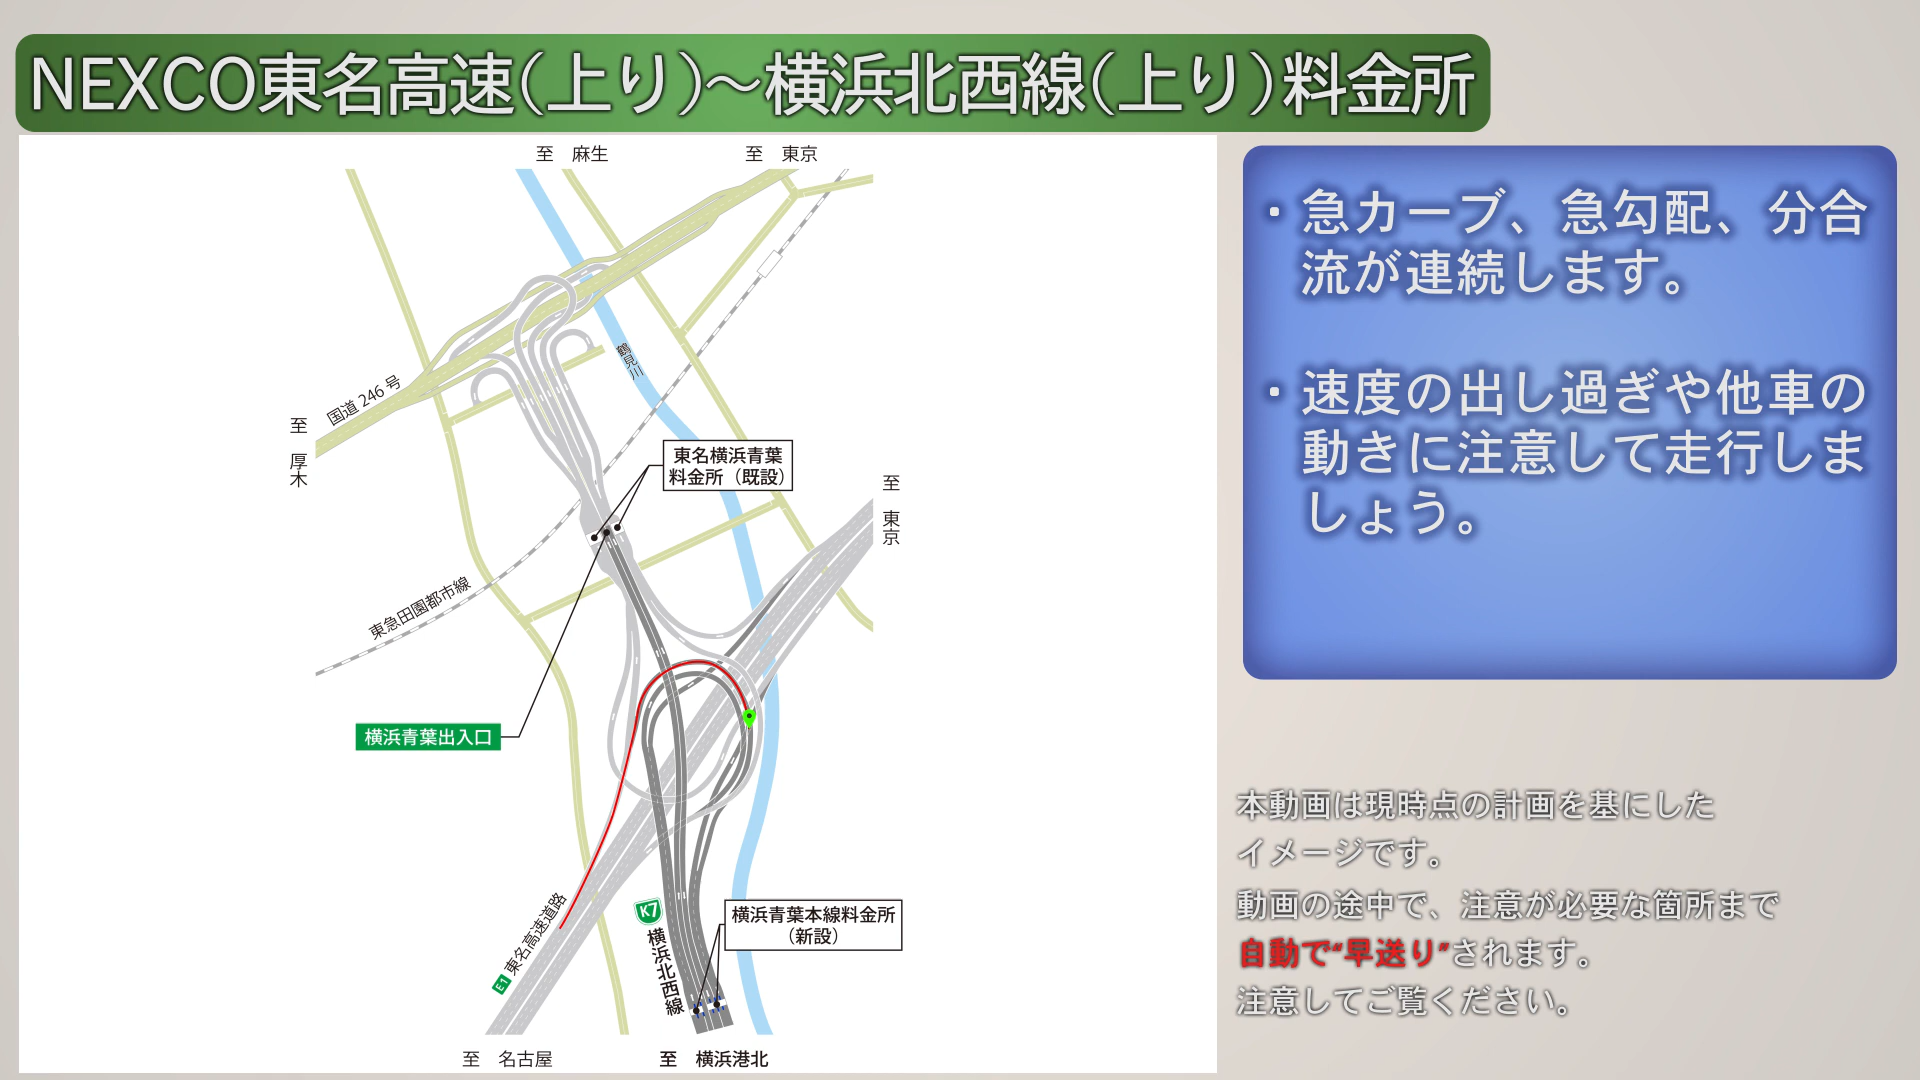 NEXCO東名高速(上り)～横浜北西線(上り)料金所
至　麻生
至　東京
・急カーブ、急勾配、分合
流が連続します。
・速度の出し過ぎや他車の
動きに注意して走行しま
しょう。
鶴見川
国道246号
至　厚木
東名横浜青葉
料金所（既設）
至　東京
東急田園都市線
横浜青葉出入口
本動画は現時点の計画を基にした
イメージです。
動画の途中で、注意が必要な箇所まで
自動で“早送り”されます。
注意してご覧ください。
E1 東名高速道路
K7
横浜北西線
横浜青葉本線料金所
（新設）
至　名古屋
至　横浜港北